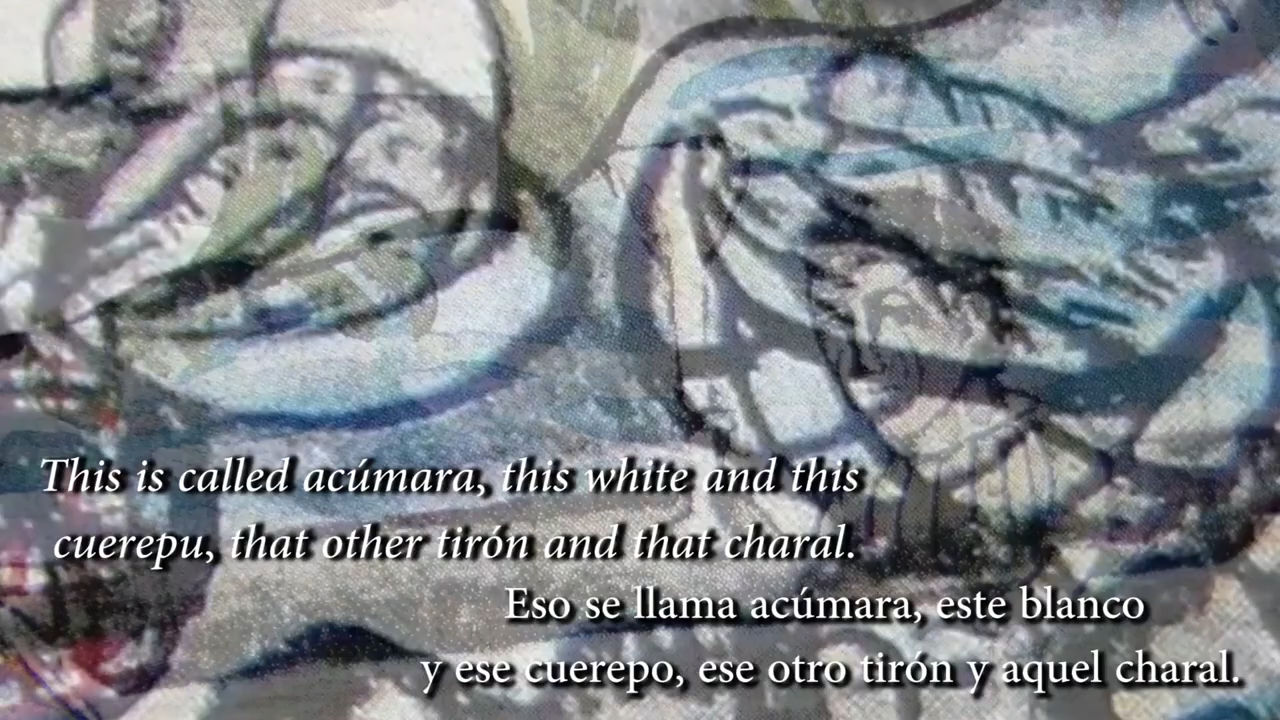 This is called acúmara, this white and this
cuerepu, that other tirón and that charal.
Eso se llama acúmara, este blanco
y ese cuerepo, ese otro tirón y aquel charal.